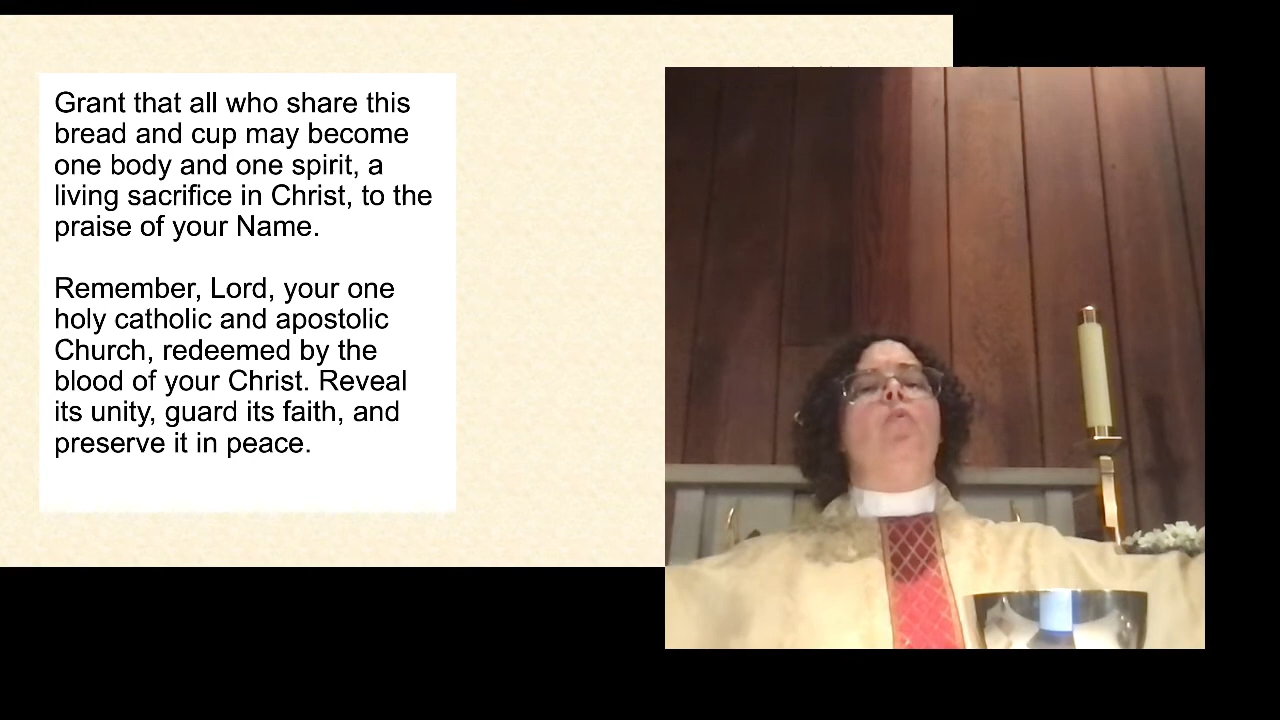 Grant that all who share this
bread and cup may become
one body and one spirit, a
living sacrifice in Christ, to the
praise of your Name.
Remember, Lord, your one
holy catholic and apostolic
Church, redeemed by the
blood of your Christ. Reveal
its unity, guard its faith, and
preserve it in peace.